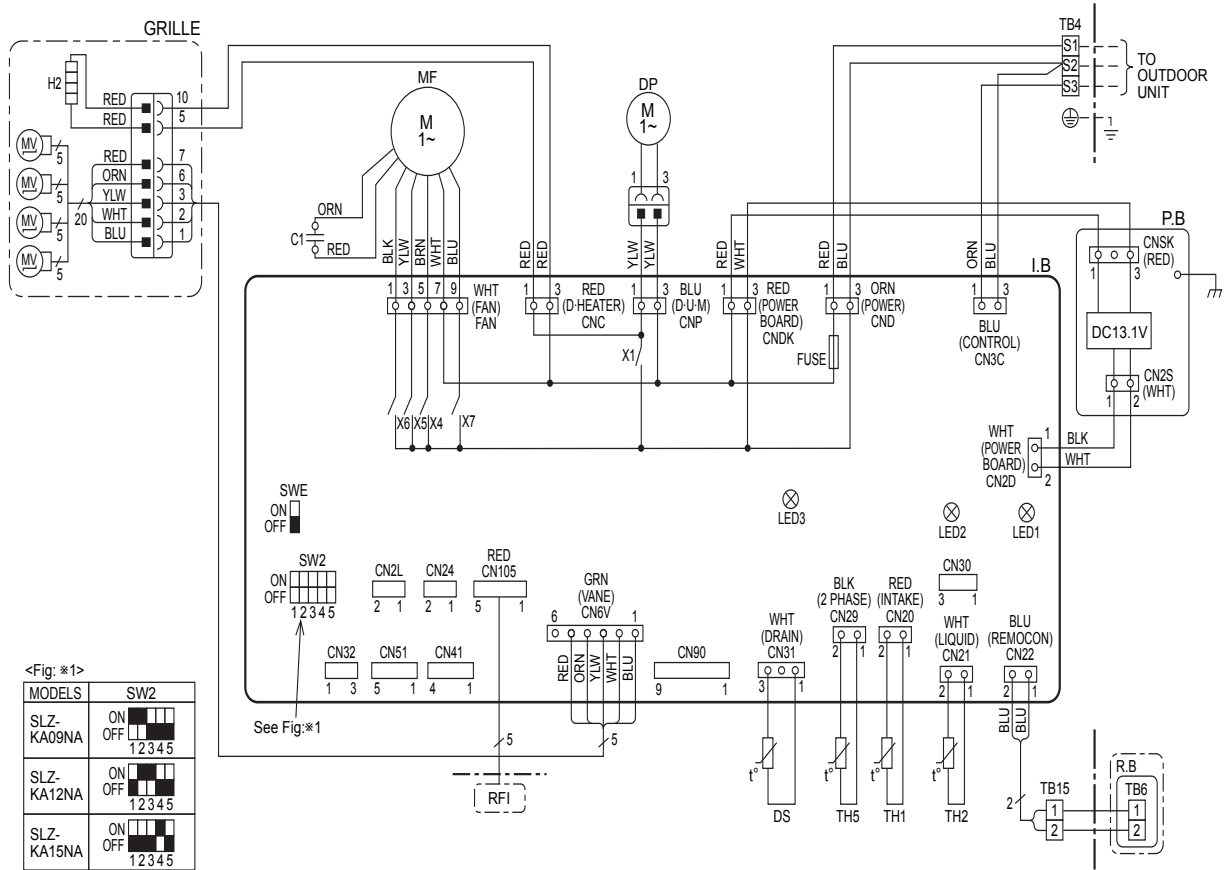 GRILLE
H2
RED
RED
10
5
RED
ORN
YLW
WHT
BLU
7
6
3
2
1
20
MV
5
MV
5
MV
5
MV
5
MF
M
1~
ORN
C1
RED
BLK
YLW
BRN
WHT
BLU
DP
M
1~
1 3
RED
RED
YLW
YLW
RED
WHT
RED
BLU
ORN
BLU
TB4
S1
S2
S3
TO
OUTDOOR
UNIT
P.B
CNSK
(RED)
1 3
DC13.1V
CN2S
(WHT)
1 2
I.B
1 3 5 7 9
WHT
(FAN)
FAN
1 3
RED
(D·HEATER)
CNC
1 3
BLU
(D·U·M)
CNP
1 3
RED
(POWER
BOARD)
CNDK
1 3
ORN
(POWER)
CND
1 3
BLU
(CONTROL)
CN3C
FUSE
X1
X6 X5 X4 X7
WHT
(POWER
BOARD)
CN2D
1
2
BLK
WHT
SWE
ON
OFF
LED3
LED2
LED1
SW2
ON
OFF
1 2 3 4 5
CN2L
2 1
CN24
2 1
RED
CN105
5 1
GRN
(VANE)
CN6V
6 1
RED
ORN
YLW
WHT
BLU
CN32
1 3
CN51
5 1
CN41
4 1
CN90
9 1
WHT
(DRAIN)
CN31
3 1
BLK
(2 PHASE)
CN29
2 1
RED
(INTAKE)
CN20
2 1
CN30
3 1
WHT
(LIQUID)
CN21
2 1
BLU
(REMOCON)
CN22
2 1
BLU
BLU
See Fig:※1
5
5
RFI
t°
DS
t°
TH5
t°
TH1
t°
TH2
2
TB15
1
2
R.B
TB6
1
2
<Fig: ※1>
MODELS SW2
SLZ-
KA09NA
ON
OFF
1 2 3 4 5
SLZ-
KA12NA
ON
OFF
1 2 3 4 5
SLZ-
KA15NA
ON
OFF
1 2 3 4 5